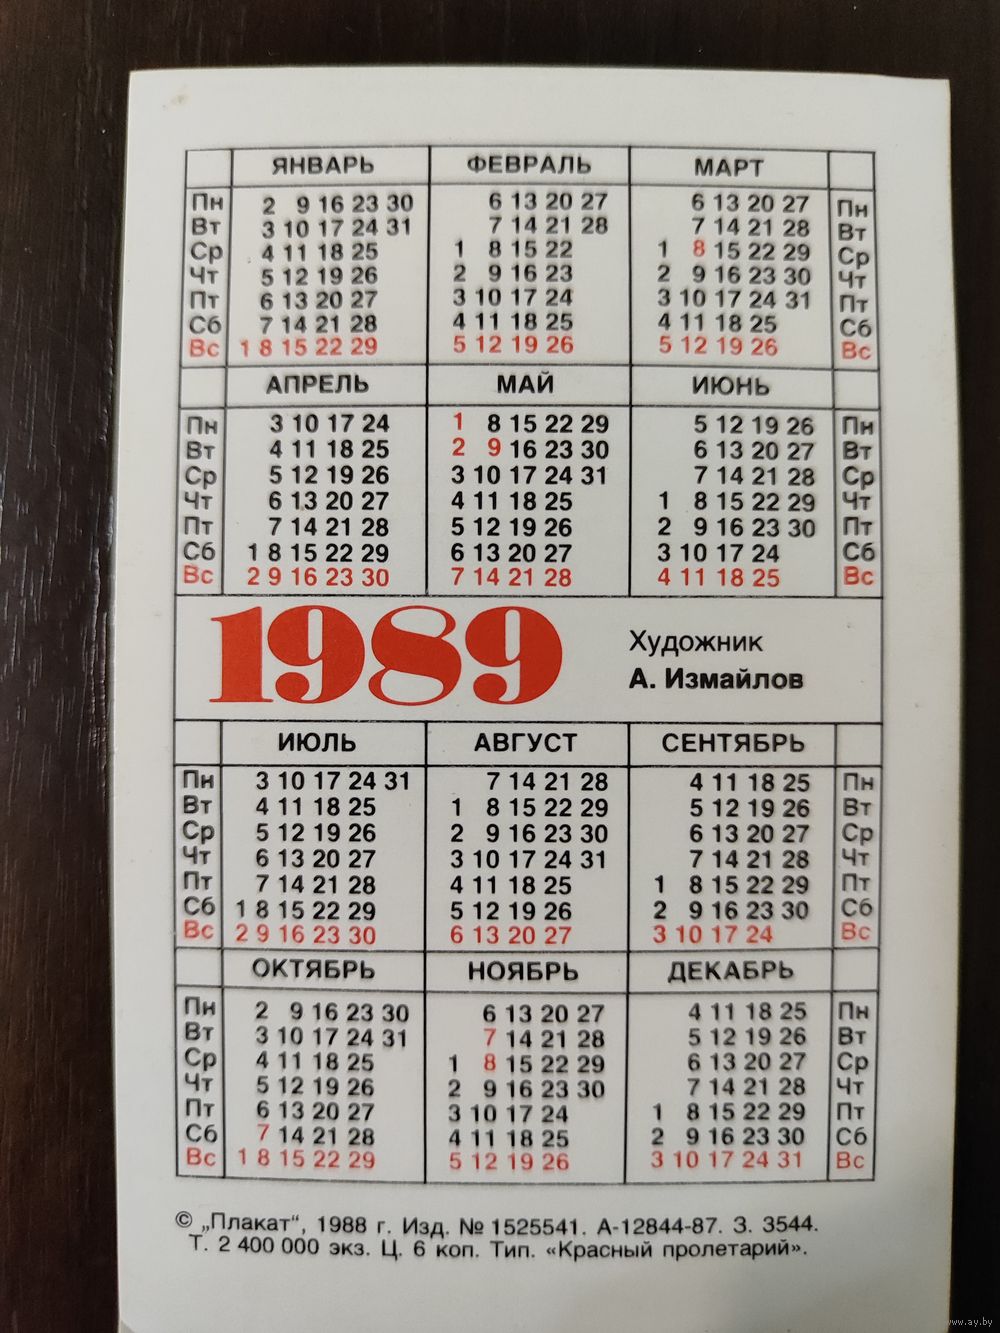 ЯНВАРЬ ФЕВРАЛЬ МАРТ
Пн 2 9 16 23 30 6 13 20 27 6 13 20 27 Пн
Вт 3 10 17 24 31 7 14 21 28 7 14 21 28 Вт
Ср 4 11 18 25 1 8 15 22 1 8 15 22 29 Ср
Чт 5 12 19 26 2 9 16 23 2 9 16 23 30 Чт
Пт 6 13 20 27 3 10 17 24 3 10 17 24 31 Пт
Сб 7 14 21 28 4 11 18 25 4 11 18 25 Сб
Вс 1 8 15 22 29 5 12 19 26 5 12 19 26 Вс
АПРЕЛЬ МАЙ ИЮНЬ
Пн 3 10 17 24 1 8 15 22 29 5 12 19 26 Пн
Вт 4 11 18 25 2 9 16 23 30 6 13 20 27 Вт
Ср 5 12 19 26 3 10 17 24 31 7 14 21 28 Ср
Чт 6 13 20 27 4 11 18 25 1 8 15 22 29 Чт
Пт 7 14 21 28 5 12 19 26 2 9 16 23 30 Пт
Сб 1 8 15 22 29 6 13 20 27 3 10 17 24 Сб
Вс 2 9 16 23 30 7 14 21 28 4 11 18 25 Вс
1989
Художник
А. Измайлов
ИЮЛЬ АВГУСТ СЕНТЯБРЬ
Пн 3 10 17 24 31 7 14 21 28 4 11 18 25 Пн
Вт 4 11 18 25 1 8 15 22 29 5 12 19 26 Вт
Ср 5 12 19 26 2 9 16 23 30 6 13 20 27 Ср
Чт 6 13 20 27 3 10 17 24 31 7 14 21 28 Чт
Пт 7 14 21 28 4 11 18 25 1 8 15 22 29 Пт
Сб 1 8 15 22 29 5 12 19 26 2 9 16 23 30 Сб
Вс 2 9 16 23 30 6 13 20 27 3 10 17 24 Вс
ОКТЯБРЬ НОЯБРЬ ДЕКАБРЬ
Пн 2 9 16 23 30 6 13 20 27 4 11 18 25 Пн
Вт 3 10 17 24 31 7 14 21 28 5 12 19 26 Вт
Ср 4 11 18 25 1 8 15 22 29 6 13 20 27 Ср
Чт 5 12 19 26 2 9 16 23 30 7 14 21 28 Чт
Пт 6 13 20 27 3 10 17 24 1 8 15 22 29 Пт
Сб 7 14 21 28 4 11 18 25 2 9 16 23 30 Сб
Вс 1 8 15 22 29 5 12 19 26 3 10 17 24 31 Вс
© „Плакат“, 1988 г. Изд. № 1525541. А-12844-87. З. 3544.
Т. 2 400 000 экз. Ц. 6 коп. Тип. «Красный пролетарий».
www.ay.by